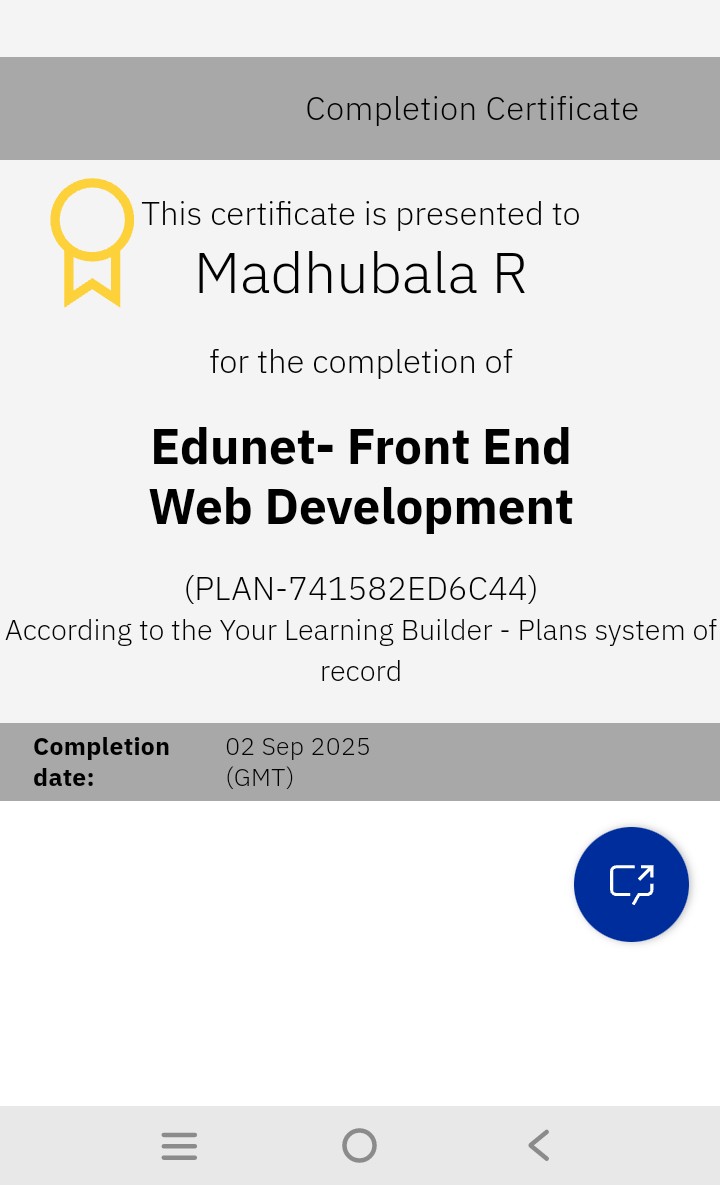 Completion Certificate
This certificate is presented to
Madhubala R
for the completion of
Edunet- Front End
Web Development
(PLAN-741582ED6C44)
According to the Your Learning Builder - Plans system of
record
Completion date:
02 Sep 2025 (GMT)